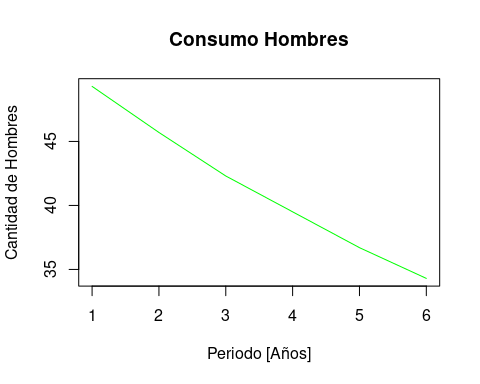 Consumo Hombres
Cantidad de Hombres
45
40
35
1 2 3 4 5 6
Periodo [Años]